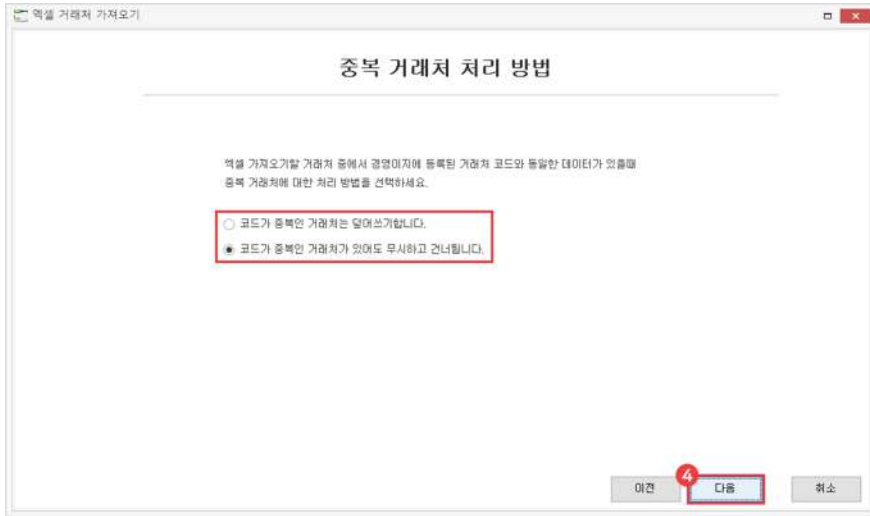 엑셀 거래처 가져오기
중복 거래처 처리 방법
엑셀 가져오기할 거래처 중에서 경영이지에 등록된 거래처 코드와 동일한 데이터가 있을때
중복 거래처에 대한 처리 방법을 선택하세요.
코드가 중복인 거래처는 덮어쓰기합니다.
코드가 중복인 거래처가 있어도 무시하고 건너뜁니다.
4
이전 다음 취소